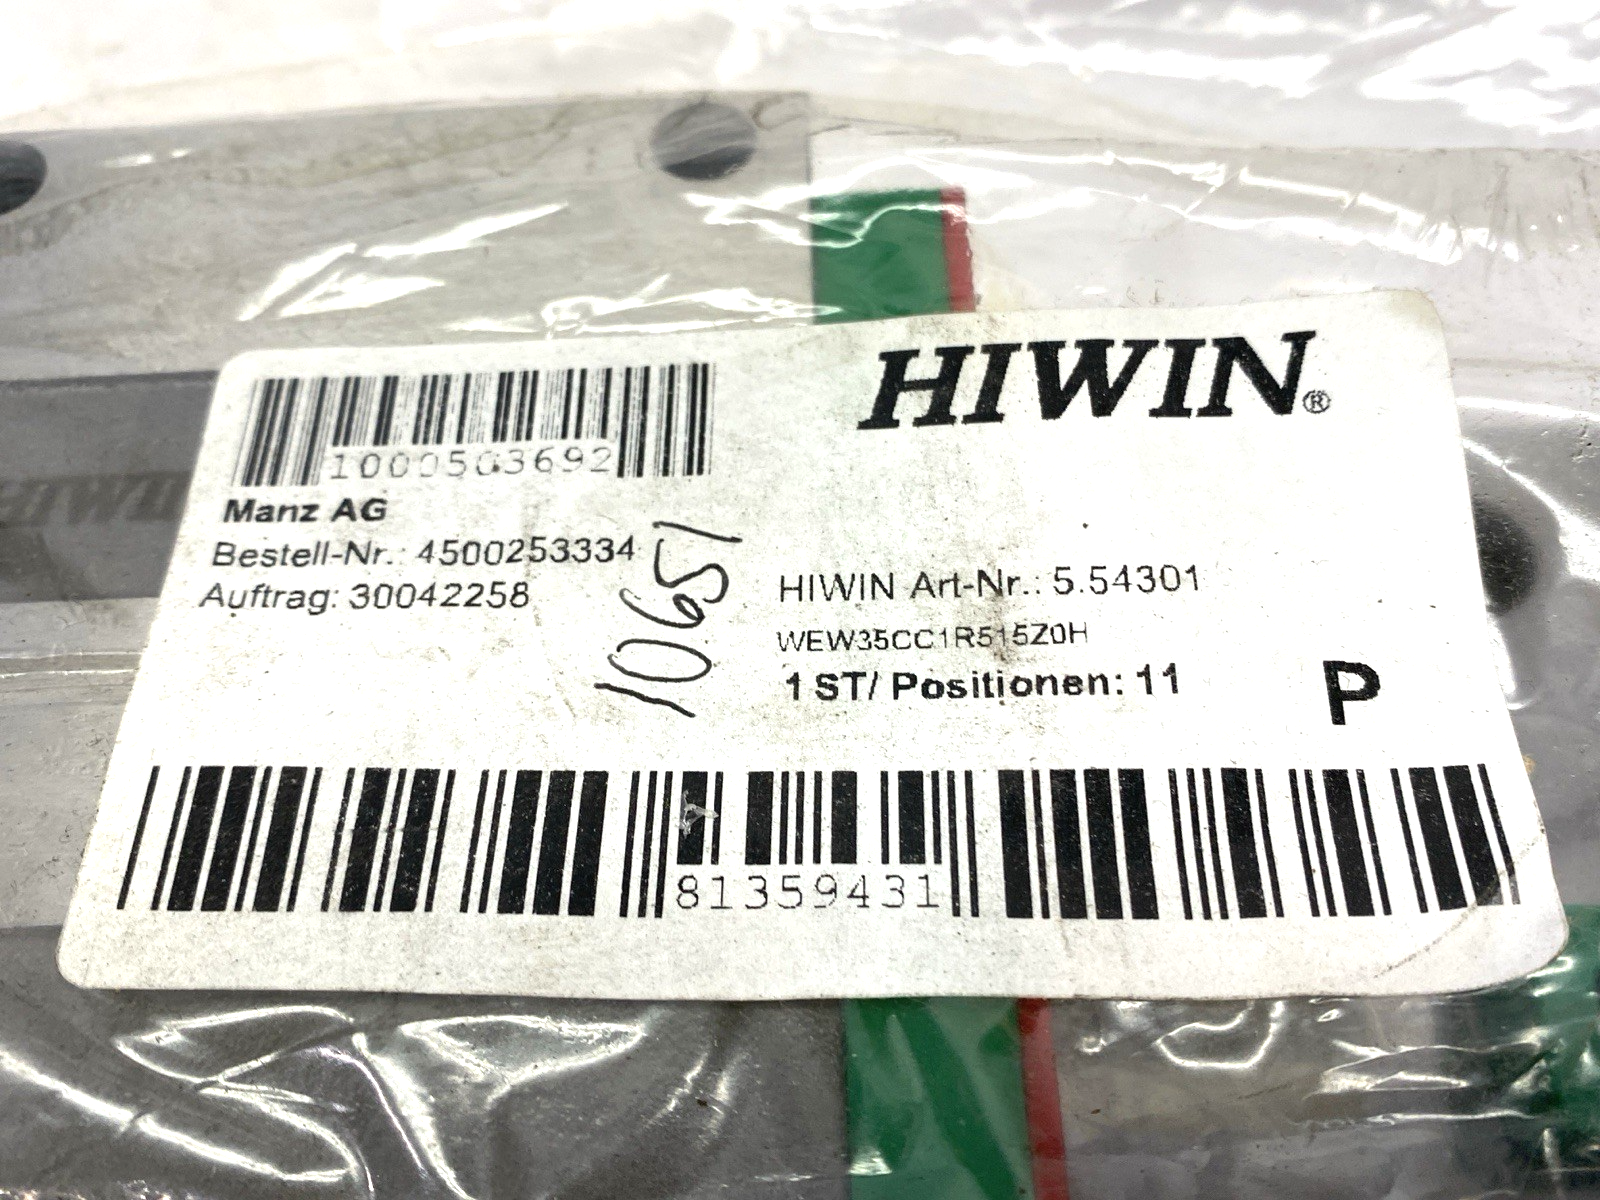 HIWIN®
1000503692
Manz AG
Bestell-Nr.: 4500253334
Auftrag: 30042258
10651
HIWIN Art-Nr.: 5.54301
WEW35CC1R515Z0H
1 ST/ Positionen: 11
P
81359431
HIWIN